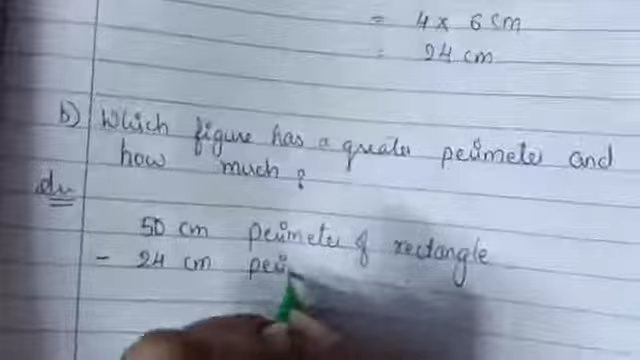 = 4 x 6 cm
= 24 cm
b) Which figure has a greater perimeter and
how much?
50 cm perimeter of rectangle
- 24 cm peri